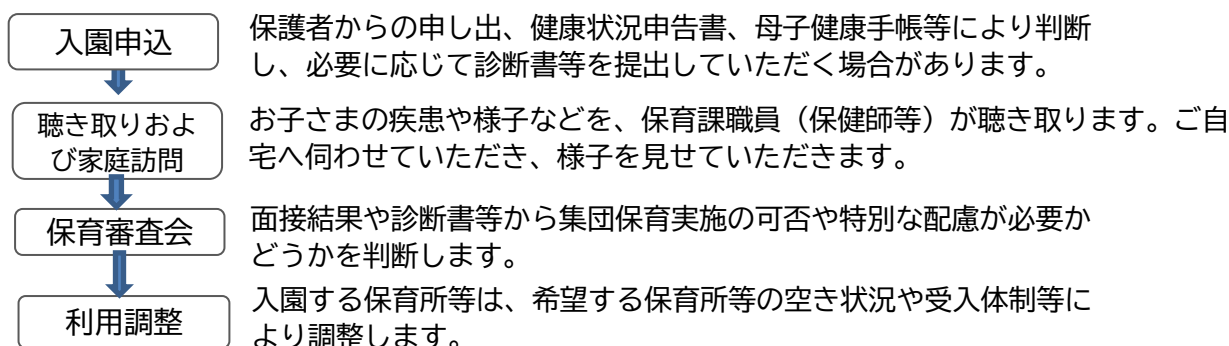 入園申込
保護者からの申し出、健康状況申告書、母子健康手帳等により判断
し、必要に応じて診断書等を提出していただく場合があります。
聴き取りおよ
び家庭訪問
お子さまの疾患や様子などを、保育課職員（保健師等）が聴き取ります。ご自
宅へ伺わせていただき、様子を見せていただきます。
保育審査会
面接結果や診断書等から集団保育実施の可否や特別な配慮が必要か
どうかを判断します。
利用調整
入園する保育所等は、希望する保育所等の空き状況や受入体制等に
より調整します。